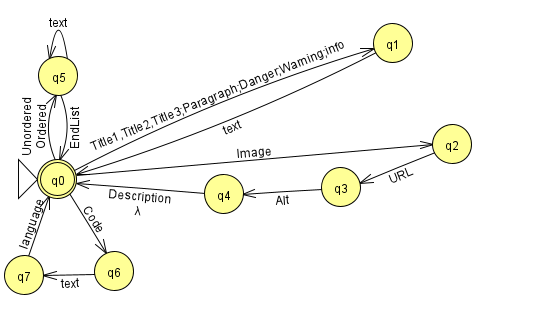 text
q5
q1
Unordered
Ordered
EndList
Title1,Title2,Title3;Paragraph;Danger;Warning;info
text
Image
q2
q0
URL
q3
Alt
q4
Description
λ
language
Code
q7
text
q6